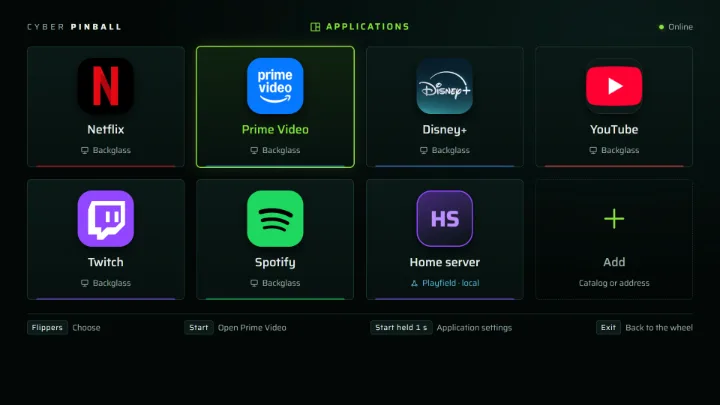 CYBER PINBALL
APPLICATIONS
Online
N
Netflix
Backglass
prime
video
Prime Video
Backglass
Disney+
Disney+
Backglass
YouTube
Backglass
Twitch
Backglass
Spotify
Backglass
HS
Home server
Playfield · local
Add
Catalog or address
Flippers Choose
Start Open Prime Video
Start held 1 s Application settings
Exit Back to the wheel